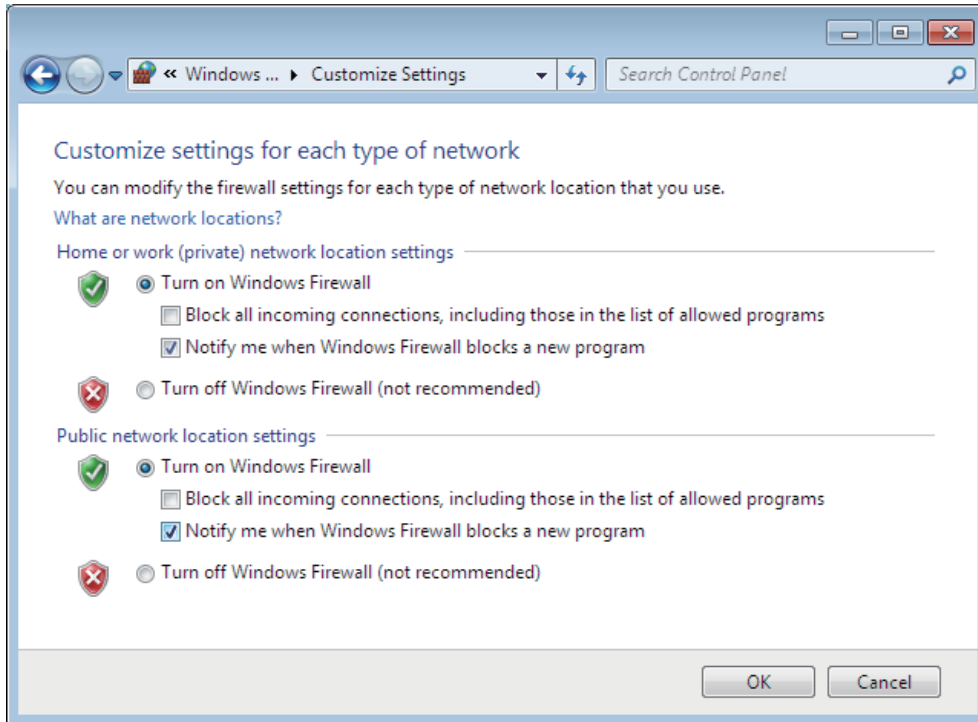 « Windows ... ▸ Customize Settings
Search Control Panel
Customize settings for each type of network
You can modify the firewall settings for each type of network location that you use.
What are network locations?
Home or work (private) network location settings
Turn on Windows Firewall
Block all incoming connections, including those in the list of allowed programs
Notify me when Windows Firewall blocks a new program
Turn off Windows Firewall (not recommended)
Public network location settings
Turn on Windows Firewall
Block all incoming connections, including those in the list of allowed programs
Notify me when Windows Firewall blocks a new program
Turn off Windows Firewall (not recommended)
OK
Cancel